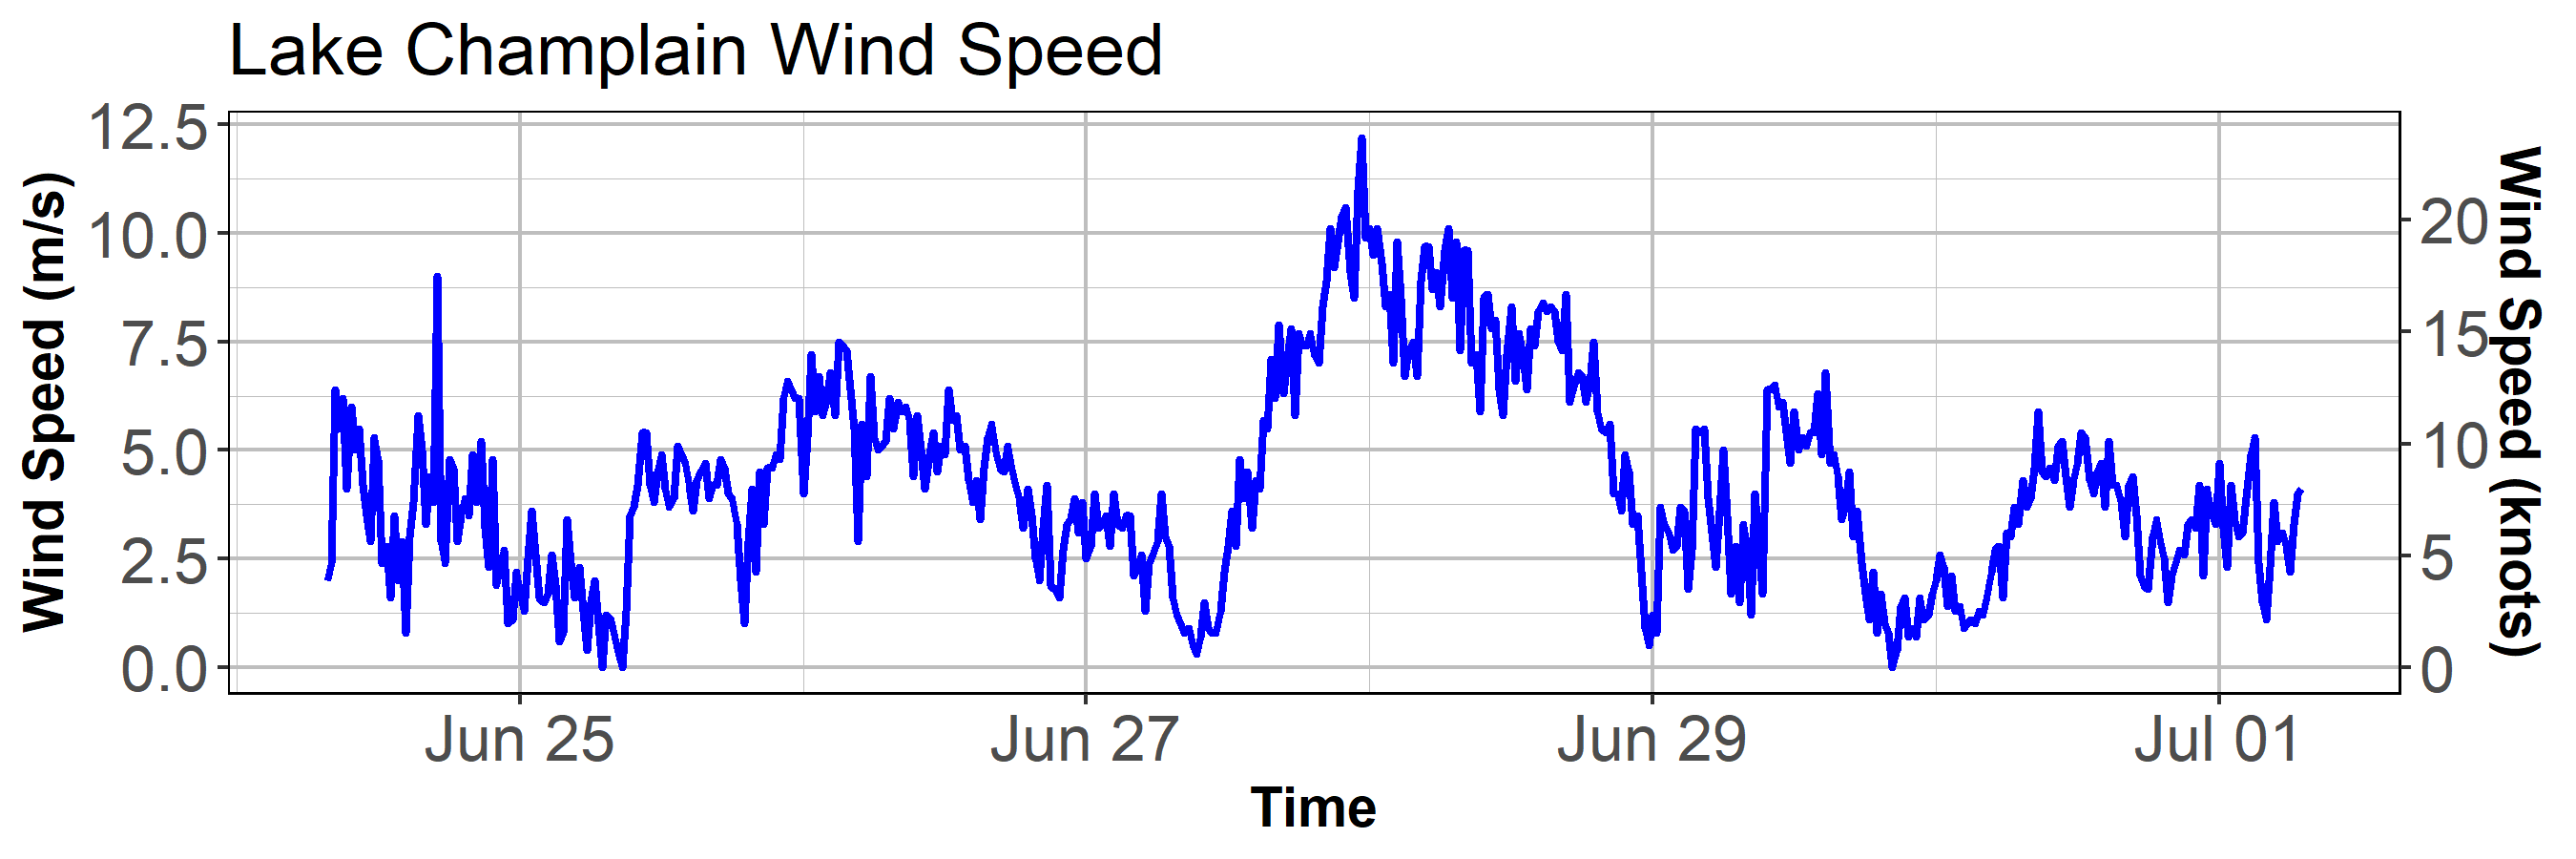 Lake Champlain Wind Speed
Wind Speed (m/s)
12.5
10.0
7.5
5.0
2.5
0.0
20
15
10
5
0
Wind Speed (knots)
Jun 25
Jun 27
Jun 29
Jul 01
Time